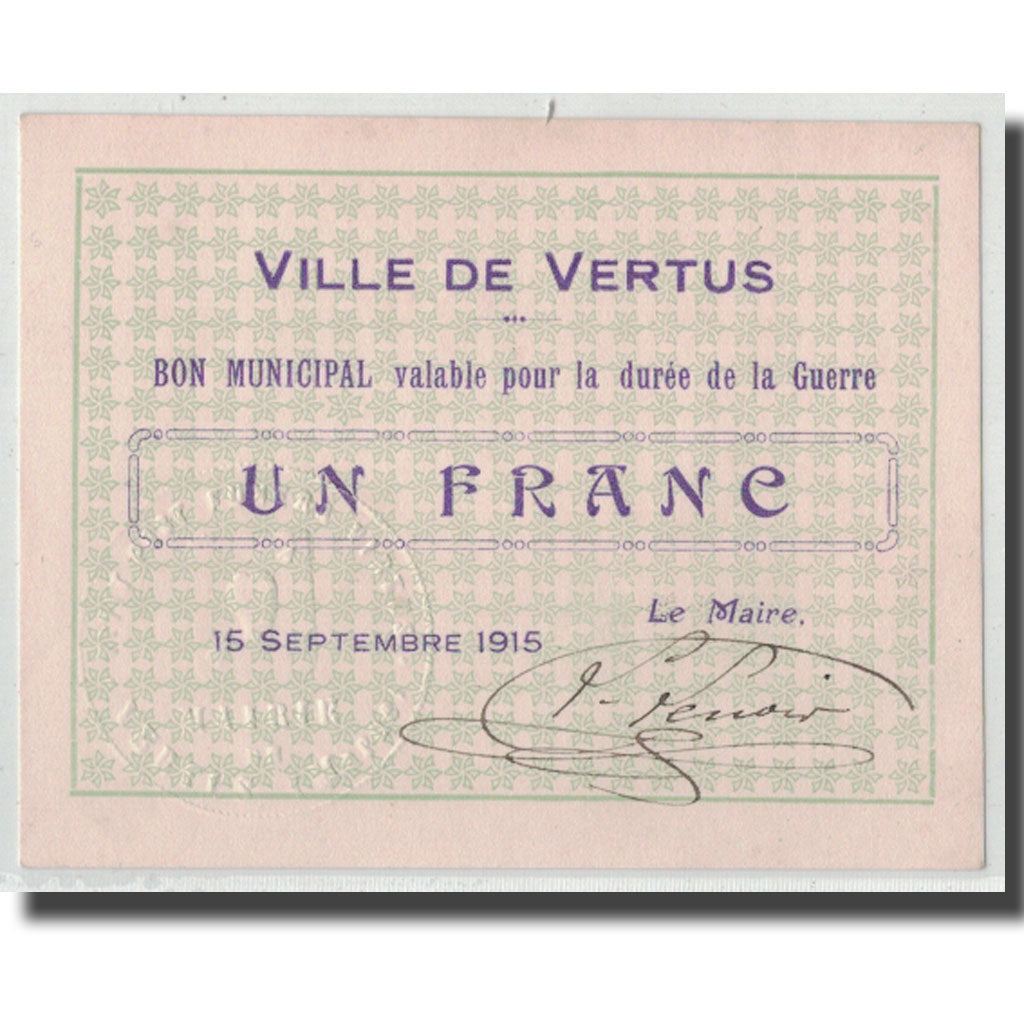 VILLE DE VERTUS
BON MUNICIPAL valable pour la durée de la Guerre
UN FRANC
Le Maire,
15 SEPTEMBRE 1915
MAIRIE